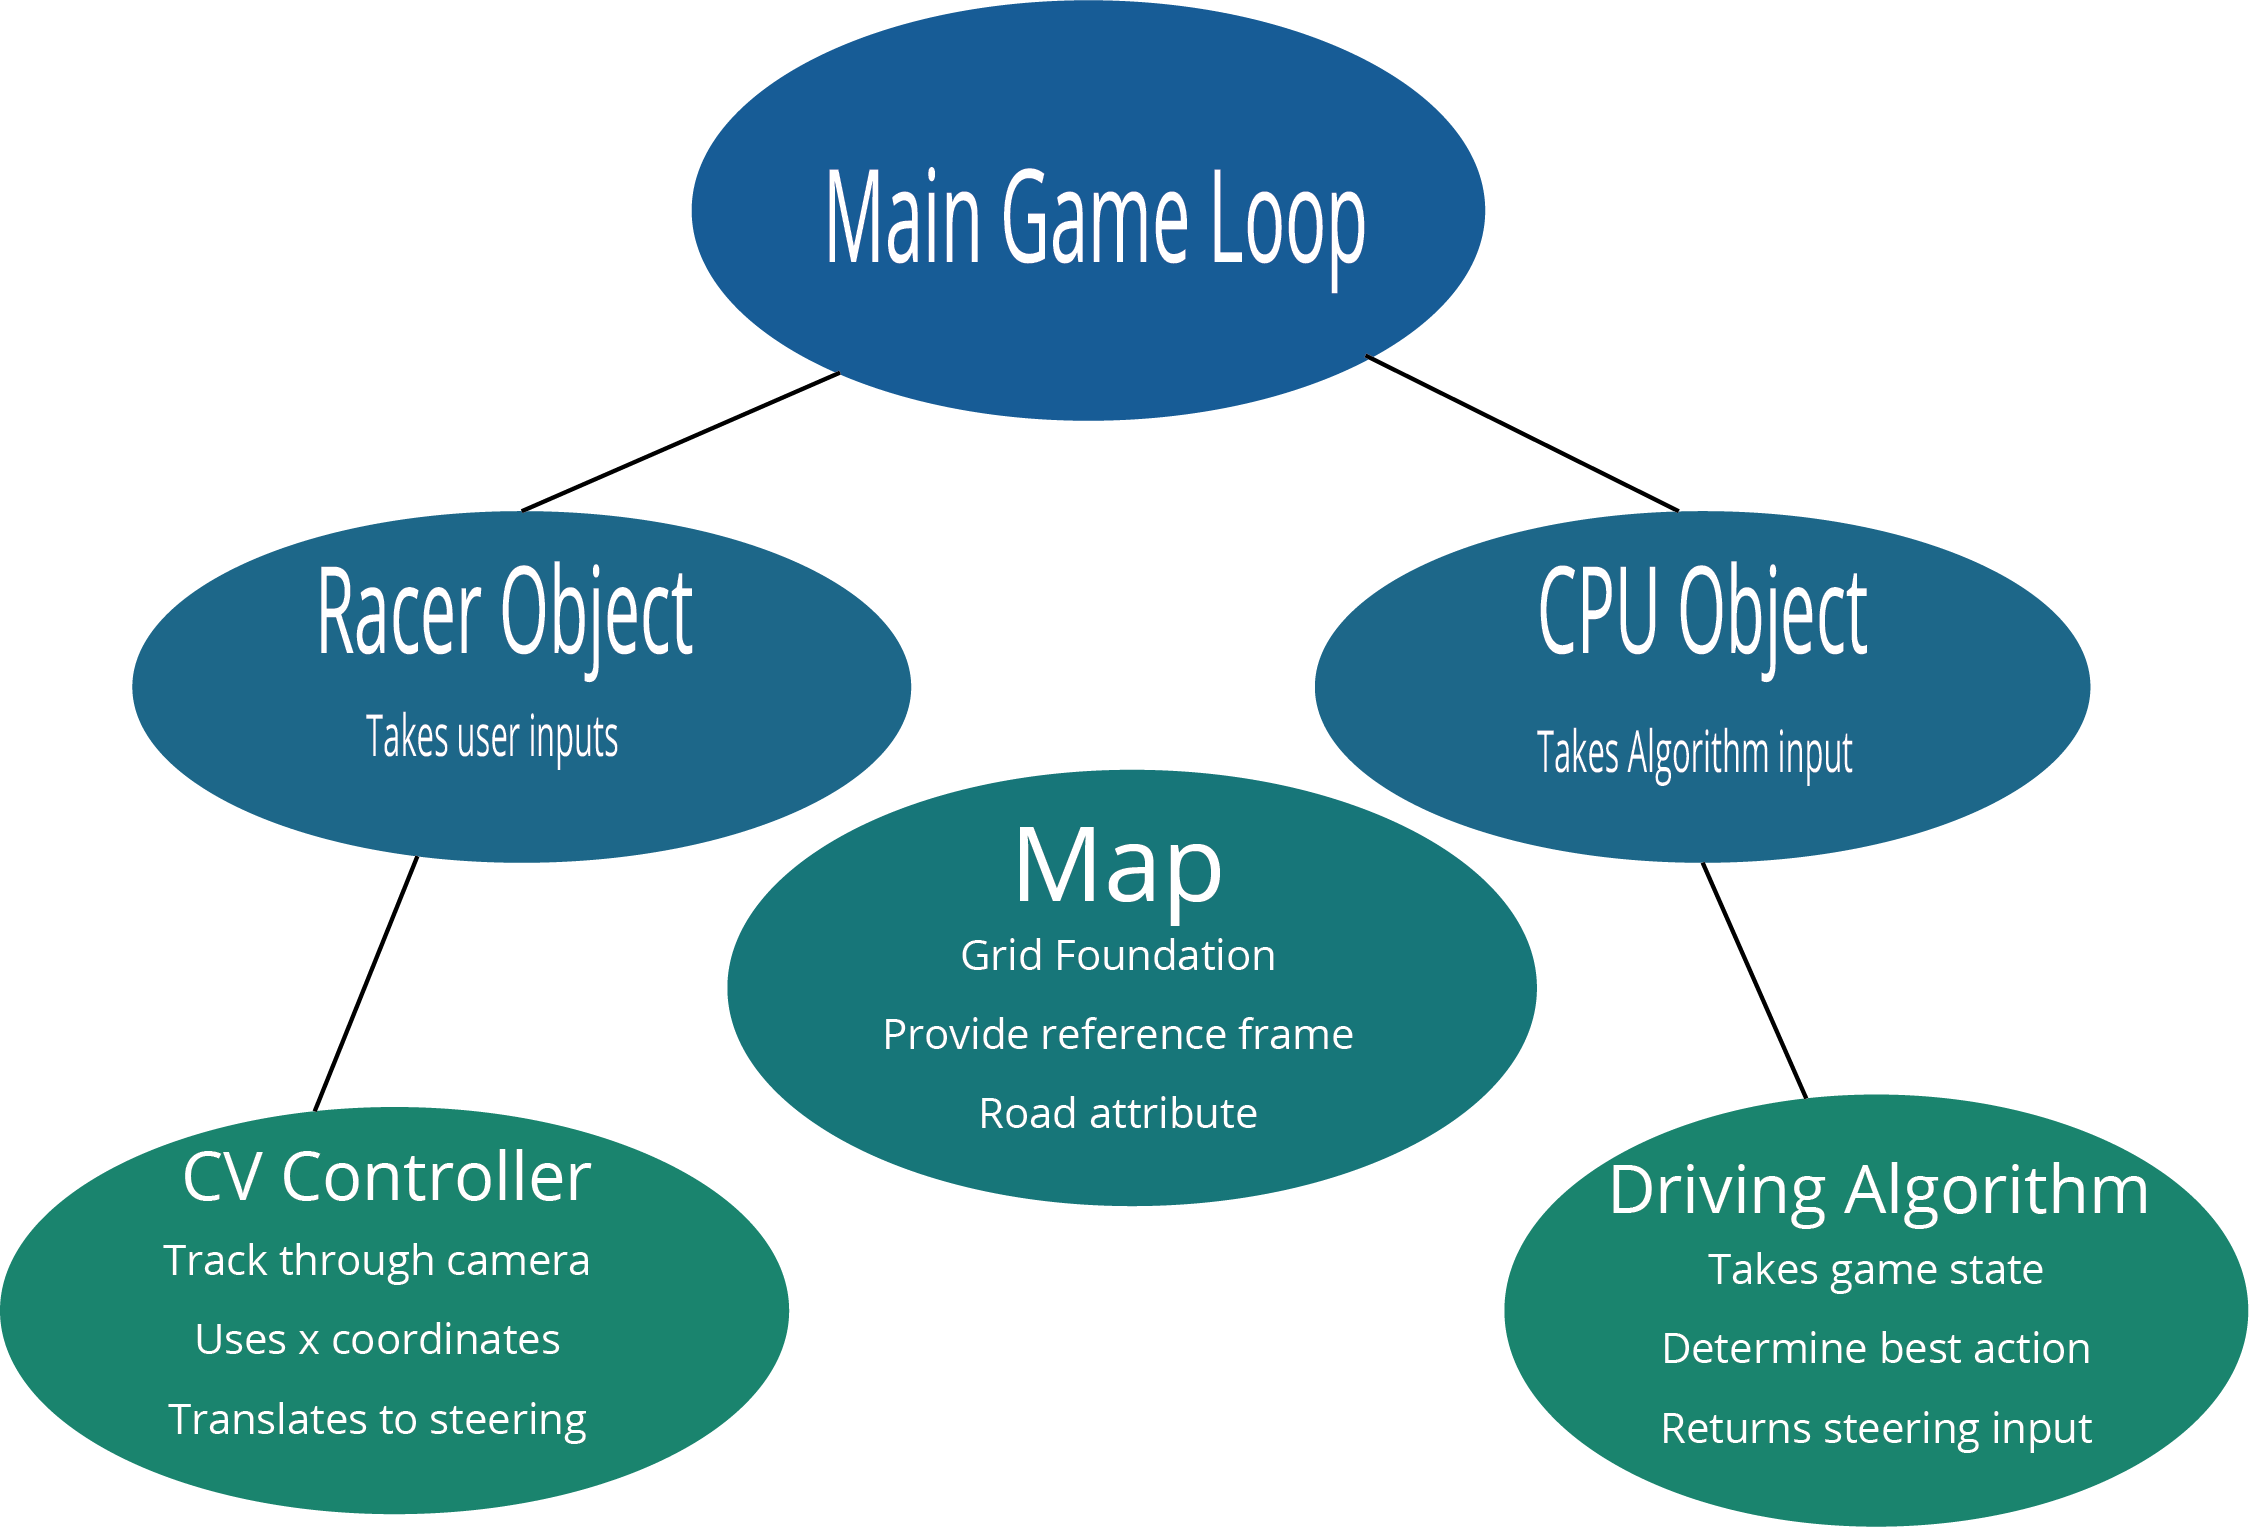 Main Game Loop
Racer Object
Takes user inputs
CPU Object
Takes Algorithm input
Map
Grid Foundation
Provide reference frame
Road attribute
CV Controller
Track through camera
Uses x coordinates
Translates to steering
Driving Algorithm
Takes game state
Determine best action
Returns steering input